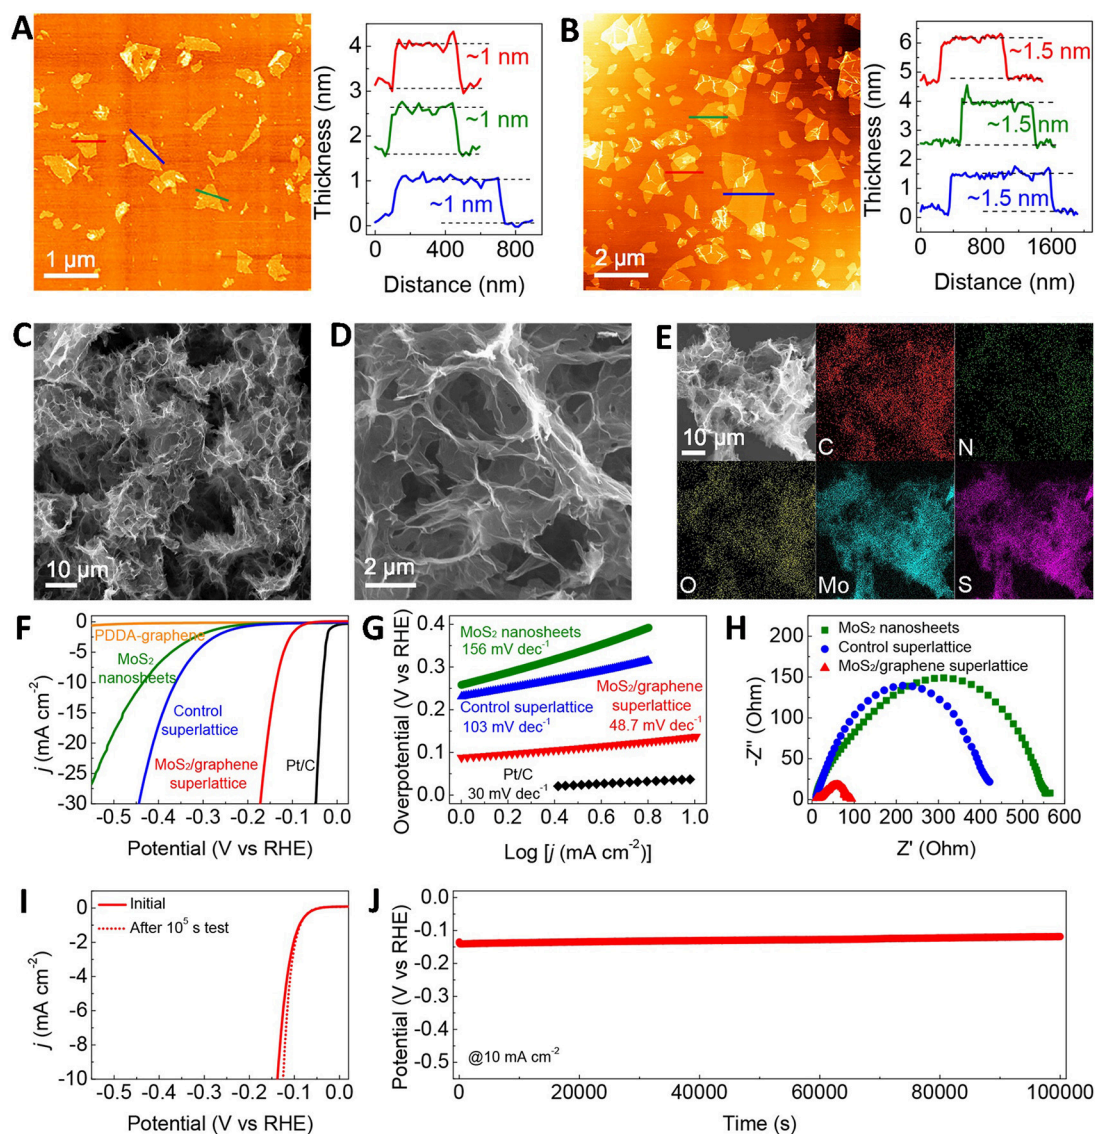 A
1 μm
Thickness (nm)
4
3
2
1
0
~1 nm
~1 nm
~1 nm
0 400 800
Distance (nm)
B
2 μm
Thickness (nm)
6
5
4
3
2
1
0
~1.5 nm
~1.5 nm
~1.5 nm
0 800 1600
Distance (nm)
C
10 μm
D
2 μm
E
10 μm
C
N
O
Mo
S
F
j (mA cm-2)
0
-5
-10
-15
-20
-25
-30
PDDA-graphene
MoS2
nanosheets
Control
superlattice
MoS2/graphene
superlattice
Pt/C
-0.5 -0.4 -0.3 -0.2 -0.1 0.0
Potential (V vs RHE)
G
Overpotential (V vs RHE)
0.4
0.3
0.2
0.1
0.0
MoS2 nanosheets
156 mV dec-1
Control superlattice
103 mV dec-1
MoS2/graphene
superlattice
48.7 mV dec-1
Pt/C
30 mV dec-1
0.0 0.2 0.4 0.6 0.8 1.0
Log [j (mA cm-2)]
H
-Z" (Ohm)
200
150
100
50
0
MoS2 nanosheets
Control superlattice
MoS2/graphene superlattice
0 100 200 300 400 500 600
Z' (Ohm)
I
j (mA cm-2)
0
-2
-4
-6
-8
-10
Initial
After 105 s test
-0.5 -0.4 -0.3 -0.2 -0.1 0.0
Potential (V vs RHE)
J
Potential (V vs RHE)
0.0
-0.1
-0.2
-0.3
-0.4
-0.5
@10 mA cm-2
0 20000 40000 60000 80000 100000
Time (s)